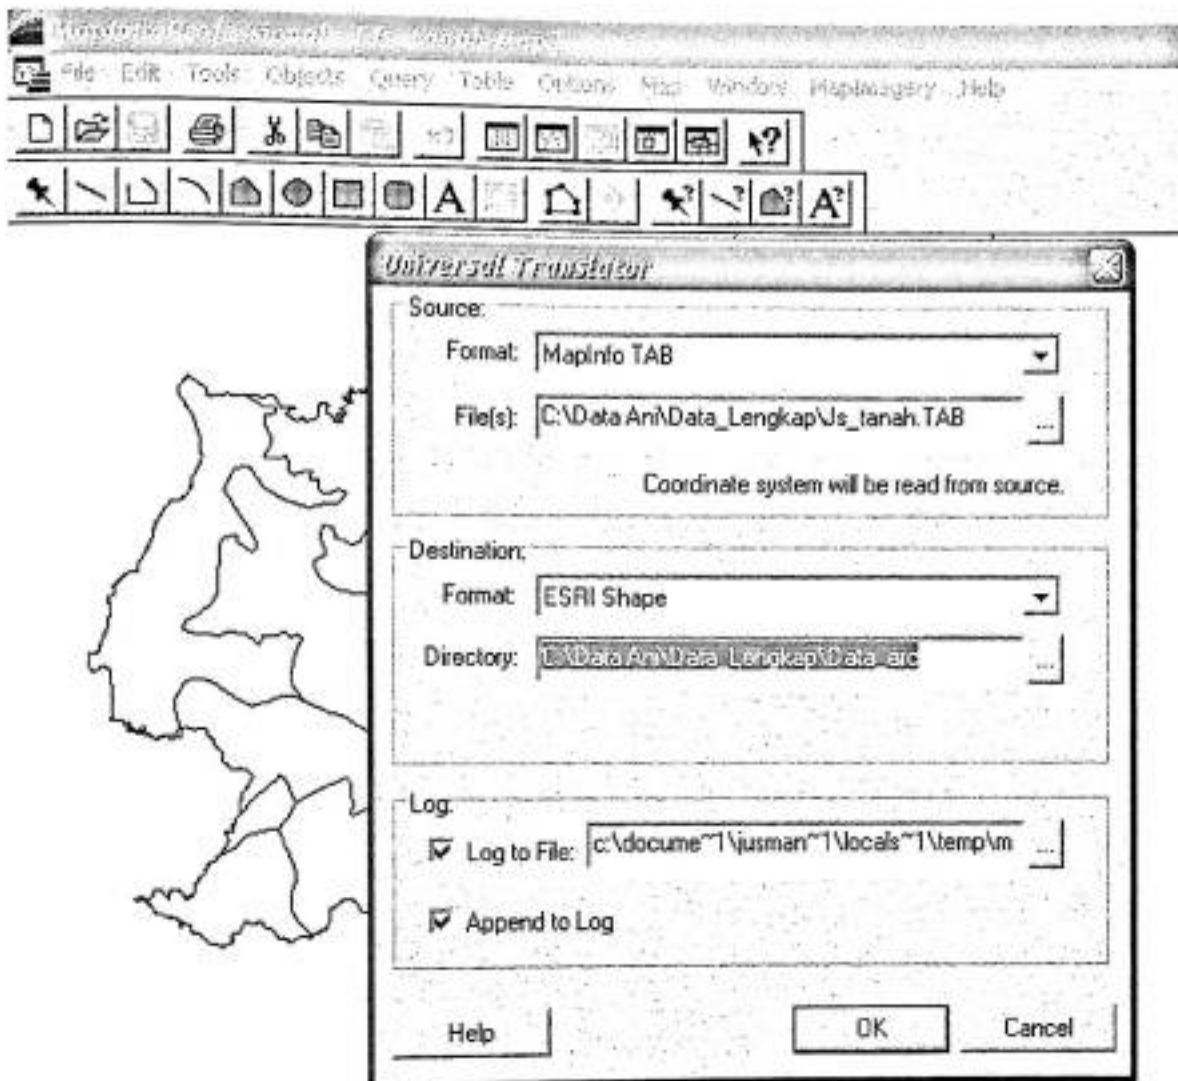 File Edit Tools Objects Query Table Options Map Window MapImagery Help
Universal Translator
Source:
Format: MapInfo TAB
File(s): C:\Data Ani\Data_Lengkap\Js_tanah.TAB
...
Coordinate system will be read from source.
Destination:
Format: ESRI Shape
Directory: C:\Data Ani\Data_Lengkap\Data_arc
...
Log:
Log to File: c:\docume~1\jusman~1\locals~1\temp\m
...
Append to Log
Help OK Cancel